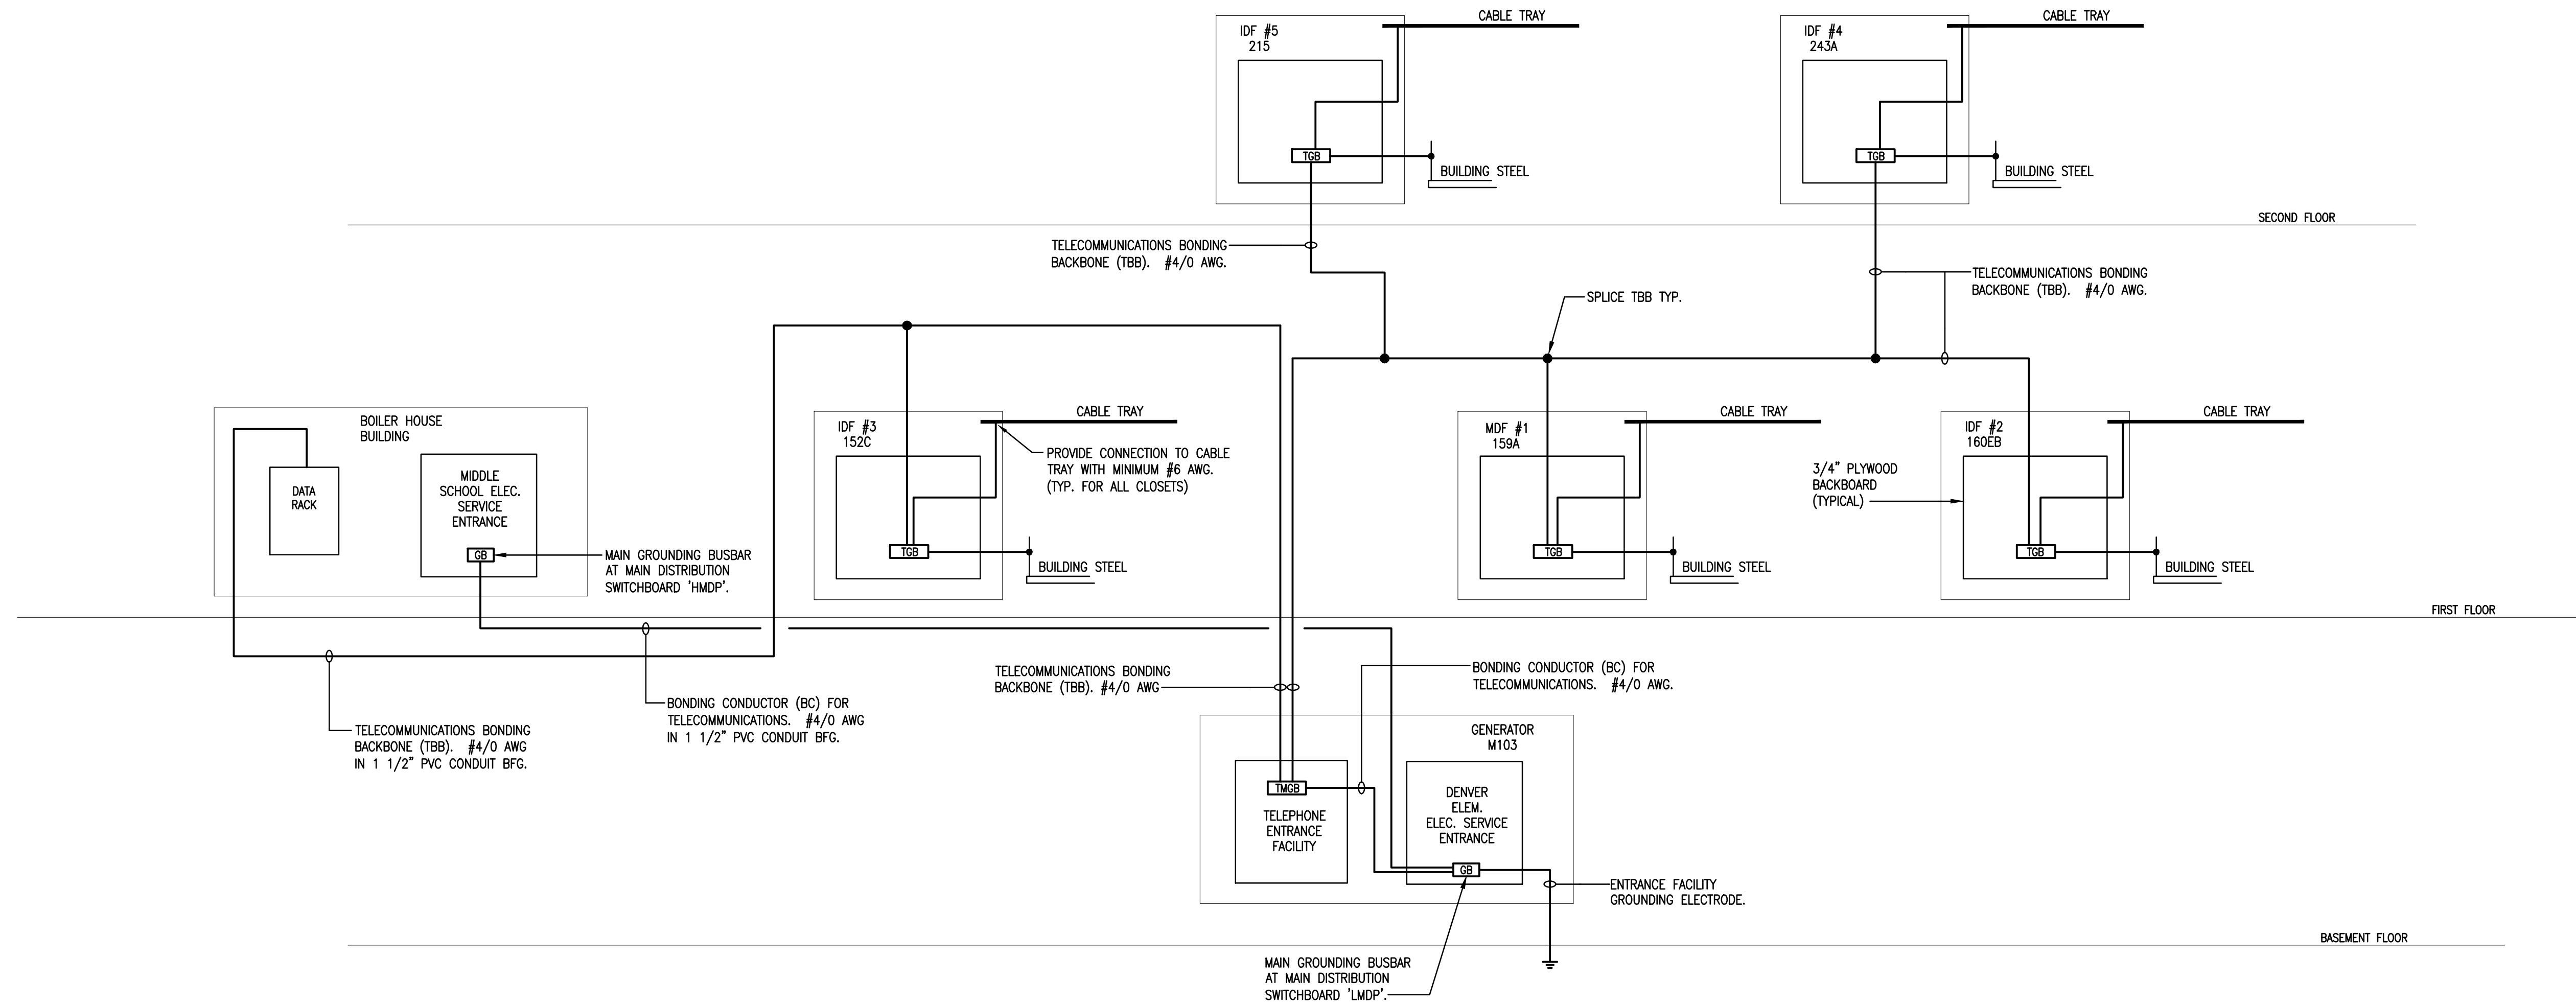 CABLE TRAY
IDF #5
215
TGB
BUILDING STEEL
CABLE TRAY
IDF #4
243A
TGB
BUILDING STEEL
SECOND FLOOR
TELECOMMUNICATIONS BONDING
BACKBONE (TBB). #4/0 AWG.
TELECOMMUNICATIONS BONDING
BACKBONE (TBB). #4/0 AWG.
SPLICE TBB TYP.
BOILER HOUSE
BUILDING
DATA
RACK
MIDDLE
SCHOOL ELEC.
SERVICE
ENTRANCE
GB
MAIN GROUNDING BUSBAR
AT MAIN DISTRIBUTION
SWITCHBOARD 'HMDP'.
CABLE TRAY
IDF #3
152C
PROVIDE CONNECTION TO CABLE
TRAY WITH MINIMUM #6 AWG.
(TYP. FOR ALL CLOSETS)
TGB
BUILDING STEEL
CABLE TRAY
MDF #1
159A
TGB
BUILDING STEEL
3/4" PLYWOOD
BACKBOARD
(TYPICAL)
CABLE TRAY
IDF #2
160EB
TGB
BUILDING STEEL
FIRST FLOOR
TELECOMMUNICATIONS BONDING
BACKBONE (TBB). #4/0 AWG
IN 1 1/2" PVC CONDUIT BFG.
BONDING CONDUCTOR (BC) FOR
TELECOMMUNICATIONS. #4/0 AWG
IN 1 1/2" PVC CONDUIT BFG.
TELECOMMUNICATIONS BONDING
BACKBONE (TBB). #4/0 AWG
BONDING CONDUCTOR (BC) FOR
TELECOMMUNICATIONS. #4/0 AWG.
GENERATOR
M103
TMGB
TELEPHONE
ENTRANCE
FACILITY
DENVER
ELEM.
ELEC. SERVICE
ENTRANCE
GB
ENTRANCE FACILITY
GROUNDING ELECTRODE.
BASEMENT FLOOR
MAIN GROUNDING BUSBAR
AT MAIN DISTRIBUTION
SWITCHBOARD 'LMDP'.